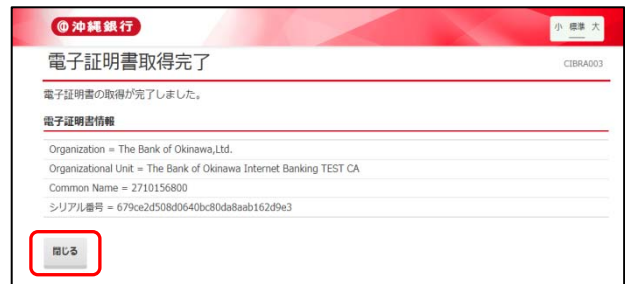 沖縄銀行
小 標準 大
電子証明書取得完了
CIBRA003
電子証明書の取得が完了しました。
電子証明書情報
Organization = The Bank of Okinawa,Ltd.
Organizational Unit = The Bank of Okinawa Internet Banking TEST CA
Common Name = 2710156800
シリアル番号 = 679ce2d508d0640bc80da8aab162d9e3
閉じる